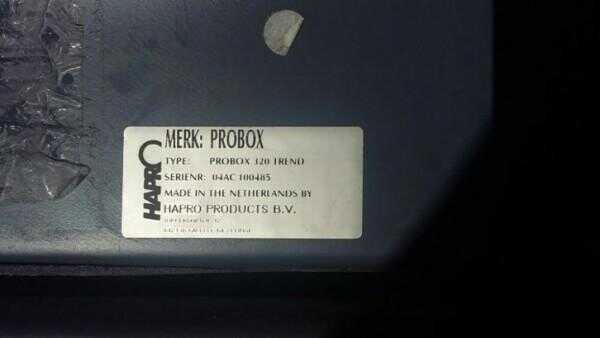 HAPRO
MERK: PROBOX
TYPE: PROBOX 320 TREND
SERIENR: 04AC 100485
MADE IN THE NETHERLANDS BY
HAPRO PRODUCTS B.V.